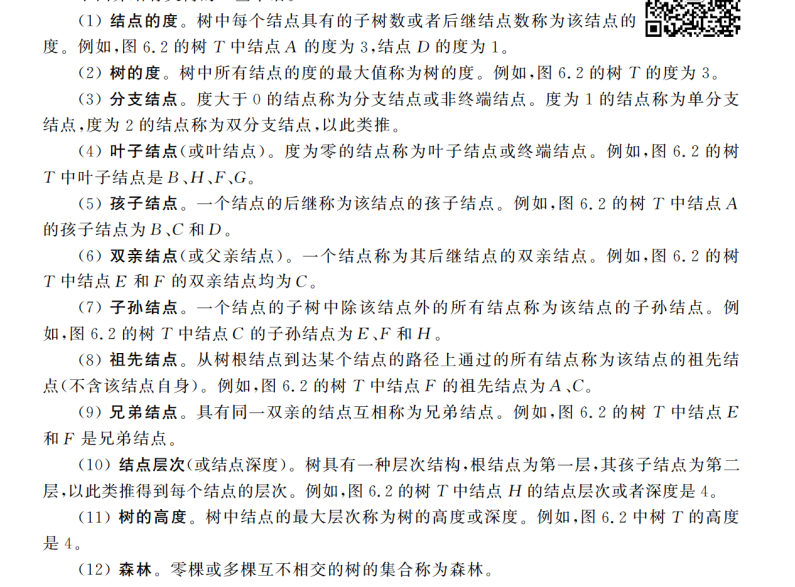 (1) 结点的度。树中每个结点具有的子树数或者后继结点数称为该结点的
度。例如,图 6.2 的树 T 中结点 A 的度为 3,结点 D 的度为 1。
(2) 树的度。树中所有结点的度的最大值称为树的度。例如,图 6.2 的树 T 的度为 3。
(3) 分支结点。度大于 0 的结点称为分支结点或非终端结点。度为 1 的结点称为单分支
结点,度为 2 的结点称为双分支结点,以此类推。
(4) 叶子结点(或叶结点)。度为零的结点称为叶子结点或终端结点。例如,图 6.2 的树
T 中叶子结点是 B、H、F、G。
(5) 孩子结点。一个结点的后继称为该结点的孩子结点。例如,图 6.2 的树 T 中结点 A
的孩子结点为 B、C 和 D。
(6) 双亲结点(或父亲结点)。一个结点称为其后继结点的双亲结点。例如,图 6.2 的树
T 中结点 E 和 F 的双亲结点均为 C。
(7) 子孙结点。一个结点的子树中除该结点外的所有结点称为该结点的子孙结点。例
如,图 6.2 的树 T 中结点 C 的子孙结点为 E、F 和 H。
(8) 祖先结点。从树根结点到达某个结点的路径上通过的所有结点称为该结点的祖先结
点(不含该结点自身)。例如,图 6.2 的树 T 中结点 F 的祖先结点为 A、C。
(9) 兄弟结点。具有同一双亲的结点互相称为兄弟结点。例如,图 6.2 的树 T 中结点 E
和 F 是兄弟结点。
(10) 结点层次(或结点深度)。树具有一种层次结构,根结点为第一层,其孩子结点为第二
层,以此类推得到每个结点的层次。例如,图 6.2 的树 T 中结点 H 的结点层次或者深度是 4。
(11) 树的高度。树中结点的最大层次称为树的高度或深度。例如,图 6.2 中树 T 的高度
是 4。
(12) 森林。零棵或多棵互不相交的树的集合称为森林。